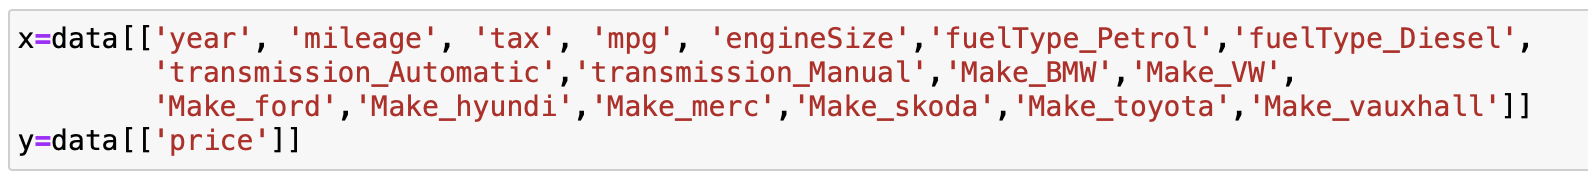 x=data[['year', 'mileage', 'tax', 'mpg', 'engineSize','fuelType_Petrol','fuelType_Diesel',
'transmission_Automatic','transmission_Manual','Make_BMW','Make_VW',
'Make_ford','Make_hyundi','Make_merc','Make_skoda','Make_toyota','Make_vauxhall']]
y=data[['price']]